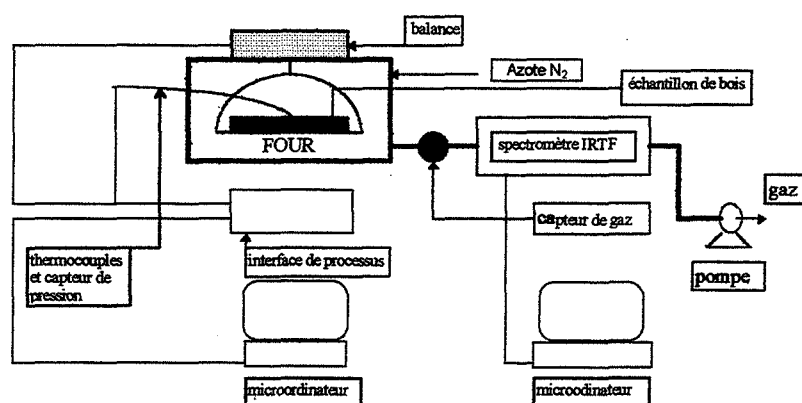 balance
Azote N₂
échantillon de bois
FOUR
spectromètre IRTF
gaz
capteur de gaz
thermocouples
et capteur de
pression
interface de processus
pompe
microordinateur
microodinateur